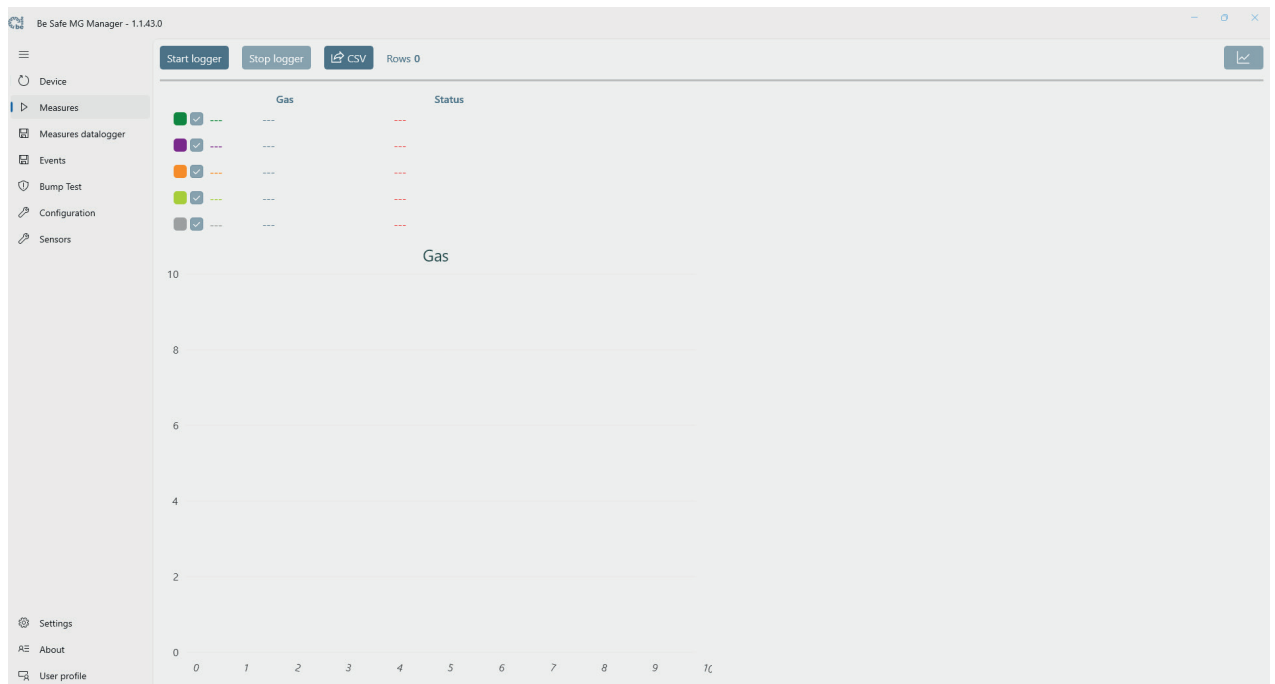 be Be Safe MG Manager - 1.1.43.0
Start logger Stop logger CSV Rows 0
Device
Measures
Measures datalogger
Events
Bump Test
Configuration
Sensors
Gas Status
--- --- ---
--- --- ---
--- --- ---
--- --- ---
--- --- ---
Gas
10
8
6
4
2
0
0 1 2 3 4 5 6 7 8 9 10
Settings
About
User profile